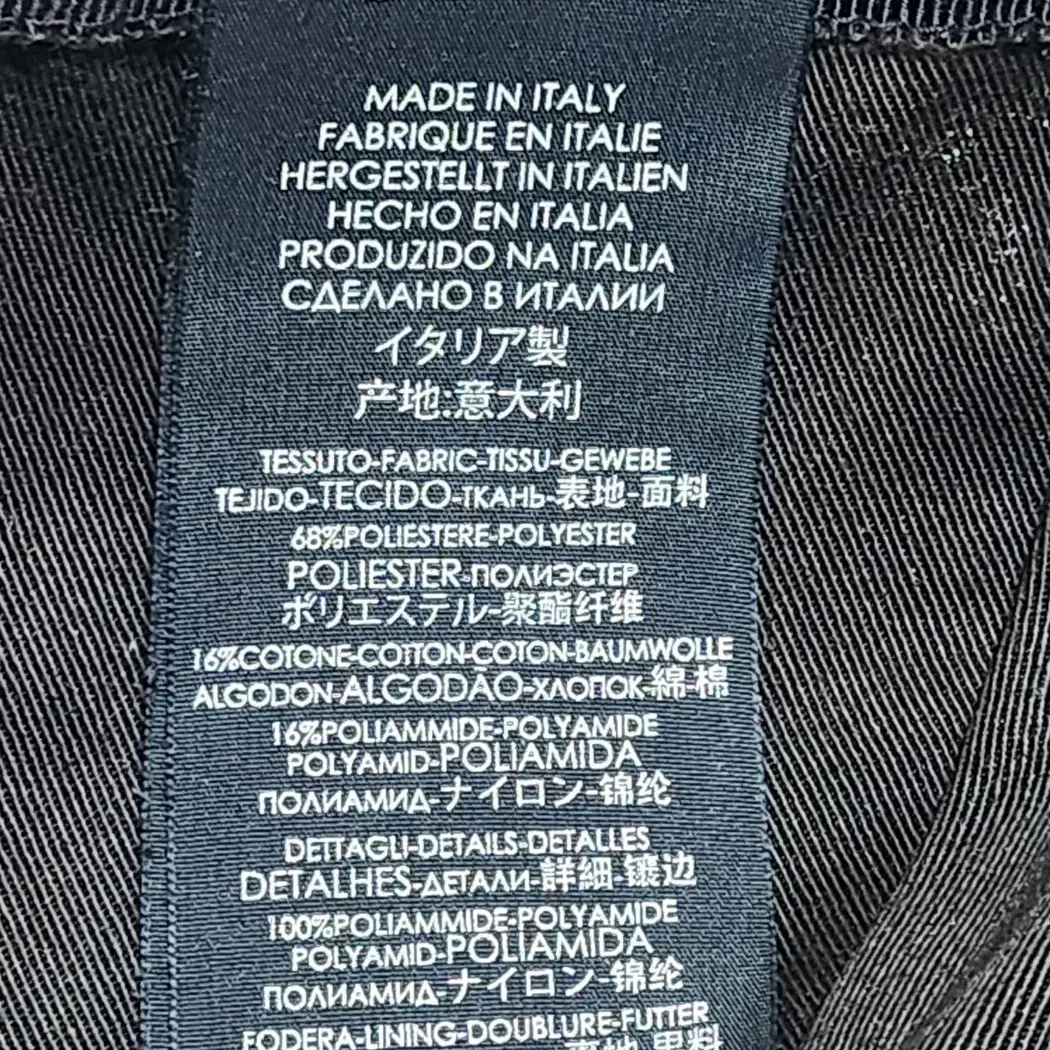 MADE IN ITALY
FABRIQUE EN ITALIE
HERGESTELLT IN ITALIEN
HECHO EN ITALIA
PRODUZIDO NA ITALIA
СДЕЛАНО В ИТАЛИИ
イタリア製
产地:意大利
TESSUTO-FABRIC-TISSU-GEWEBE
TEJIDO-TECIDO-ТКАНЬ-表地-面料
68%POLIESTERE-POLYESTER
POLIESTER-ПОЛИЭСТЕР
ポリエステル-聚酯纤维
16%COTONE-COTTON-COTON-BAUMWOLLE
ALGODON-ALGODÃO-ХЛОПОК-綿-棉
16%POLIAMMIDE-POLYAMIDE
POLYAMID-POLIAMIDA
ПОЛИАМИД-ナイロン-锦纶
DETTAGLI-DETAILS-DETALLES
DETALHES-ДЕТАЛИ-詳細-镶边
100%POLIAMMIDE-POLYAMIDE
POLYAMID-POLIAMIDA
ПОЛИАМИД-ナイロン-锦纶
FODERA-LINING-DOUBLURE-FUTTER